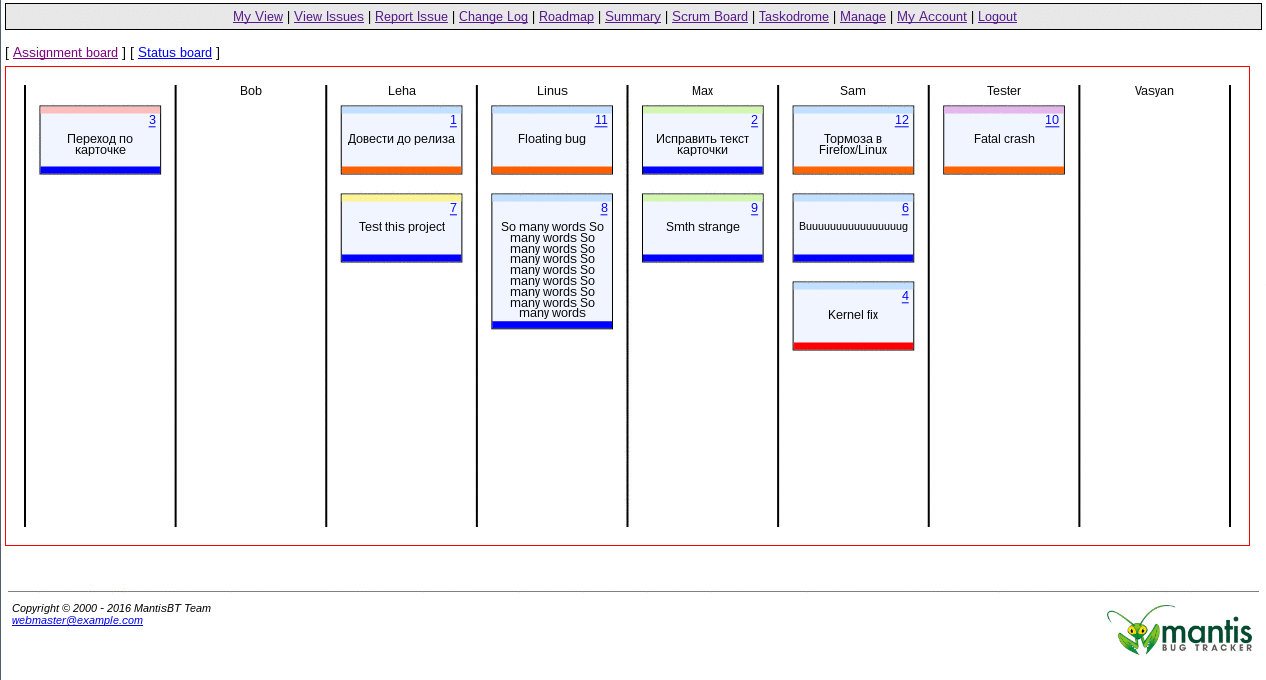 My View | View Issues | Report Issue | Change Log | Roadmap | Summary | Scrum Board | Taskodrome | Manage | My Account | Logout
[ Assignment board ] [ Status board ]
Bob
Leha
Linus
Max
Sam
Tester
Vasyan
3
Переход по
карточке
1
Довести до релиза
7
Test this project
11
Floating bug
8
So many words So
many words So
many words So
many words So
many words So
many words So
many words So
many words So
many words
2
Исправить текст
карточки
9
Smth strange
12
Тормоза в
Firefox/Linux
6
Buuuuuuuuuuuuuuuug
4
Kernel fix
10
Fatal crash
Copyright © 2000 - 2016 MantisBT Team
webmaster@example.com
mantis
BUG TRACKER